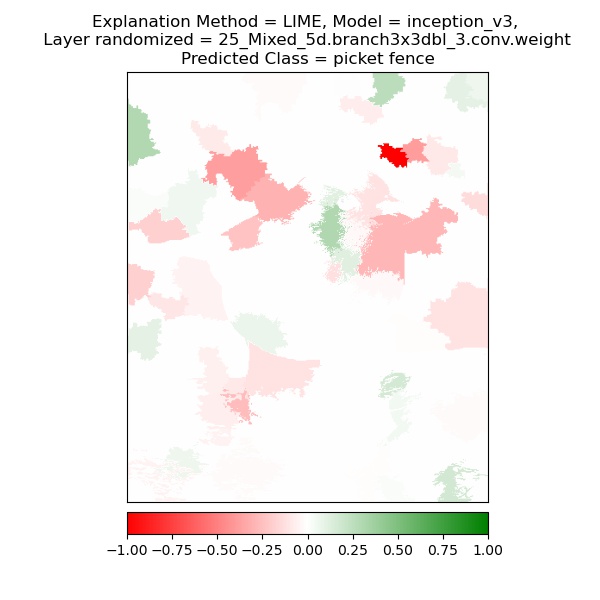 Explanation Method = LIME, Model = inception_v3,
Layer randomized = 25_Mixed_5d.branch3x3dbl_3.conv.weight
Predicted Class = picket fence
−1.00 −0.75 −0.50 −0.25 0.00 0.25 0.50 0.75 1.00